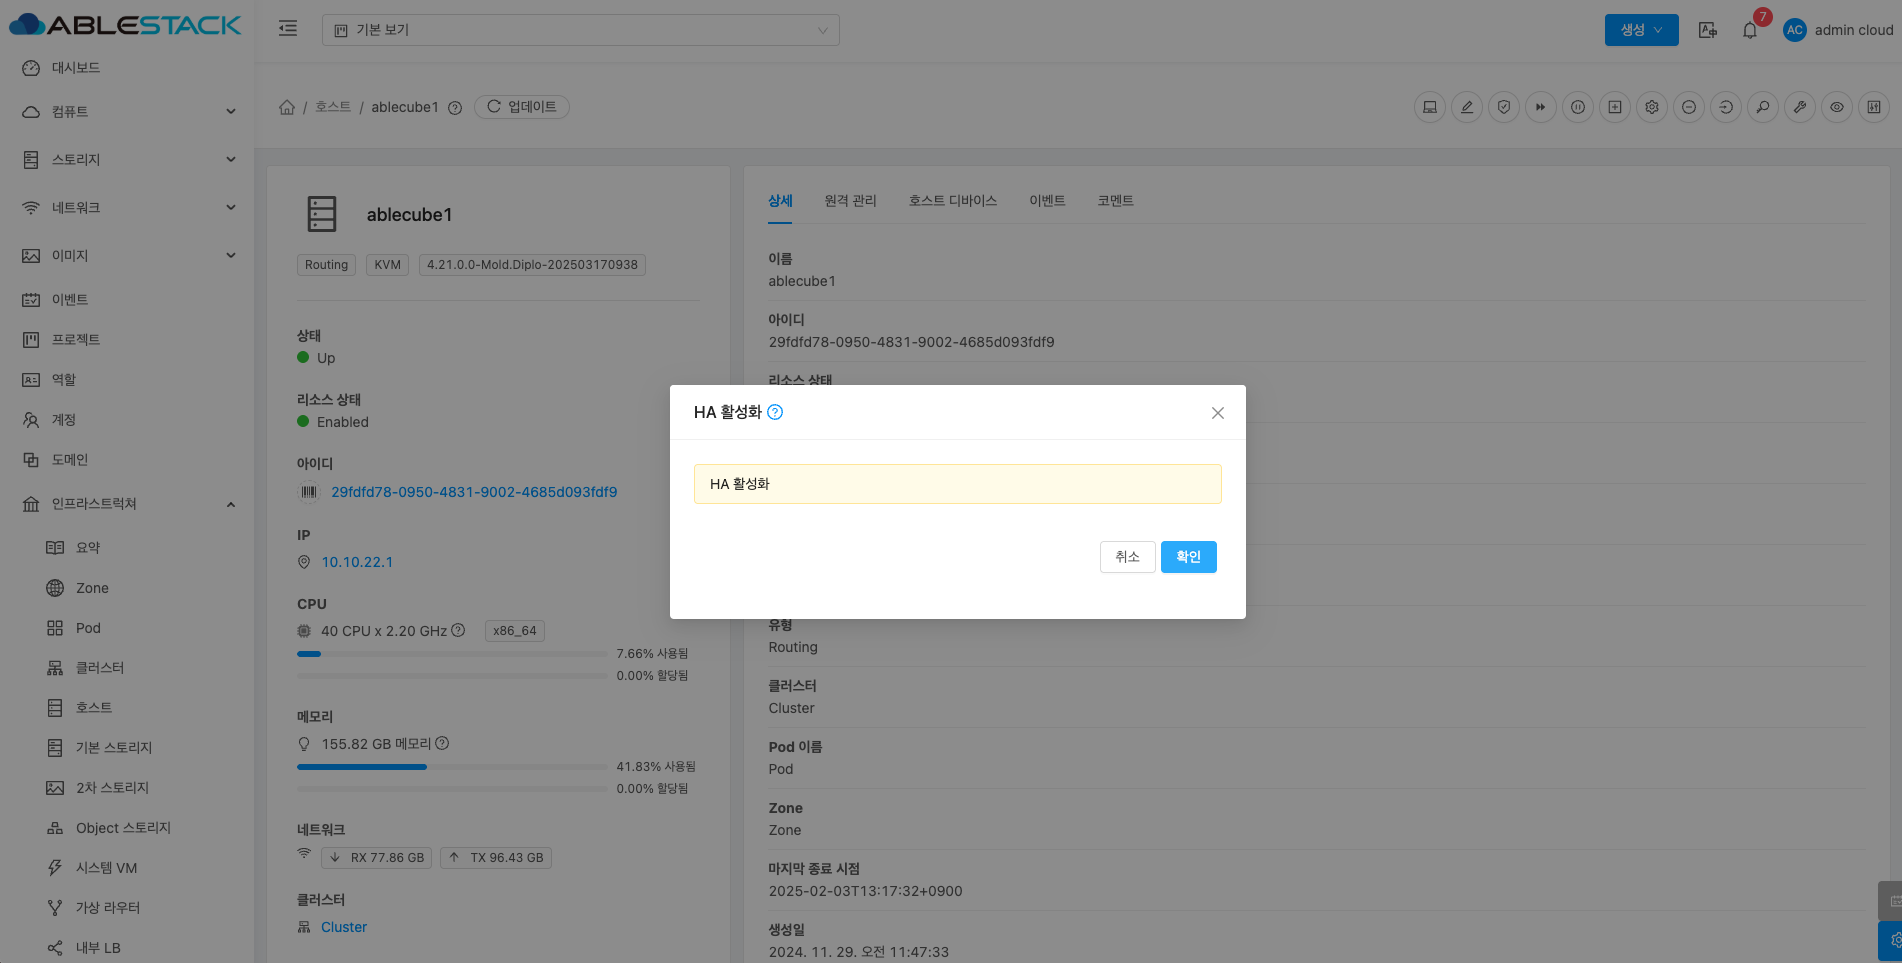 ABLESTACK
기본 보기
생성
7
AC
admin cloud
대시보드
컴퓨트
스토리지
네트워크
이미지
이벤트
프로젝트
역할
계정
도메인
인프라스트럭쳐
요약
Zone
Pod
클러스터
호스트
기본 스토리지
2차 스토리지
Object 스토리지
시스템 VM
가상 라우터
내부 LB
/ 호스트 / ablecube1
업데이트
ablecube1
Routing
KVM
4.21.0.0-Mold.Diplo-202503170938
상태
Up
리소스 상태
Enabled
아이디
29fdfd78-0950-4831-9002-4685d093fdf9
IP
10.10.22.1
CPU
40 CPU x 2.20 GHz
x86_64
7.66% 사용됨
0.00% 할당됨
메모리
155.82 GB 메모리
41.83% 사용됨
0.00% 할당됨
네트워크
RX 77.86 GB
TX 96.43 GB
클러스터
Cluster
상세
원격 관리
호스트 디바이스
이벤트
코멘트
이름
ablecube1
아이디
29fdfd78-0950-4831-9002-4685d093fdf9
리소스 상태
HA 활성화
HA 활성화
취소
확인
유형
Routing
클러스터
Cluster
Pod 이름
Pod
Zone
Zone
마지막 종료 시점
2025-02-03T13:17:32+0900
생성일
2024. 11. 29. 오전 11:47:33